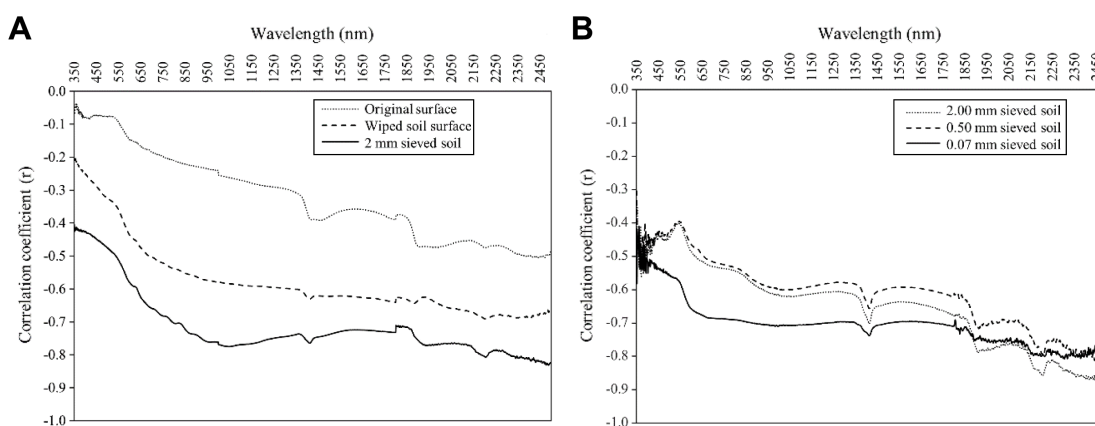 A
Wavelength (nm)
350 450 550 650 750 850 950 1050 1150 1250 1350 1450 1550 1650 1750 1850 1950 2050 2150 2250 2350 2450
0.0
-0.1
-0.2
-0.3
-0.4
-0.5
-0.6
-0.7
-0.8
-0.9
-1.0
Correlation coefficient (r)
Original surface
Wiped soil surface
2 mm sieved soil
B
Wavelength (nm)
350 450 550 650 750 850 950 1050 1150 1250 1350 1450 1550 1650 1750 1850 1950 2050 2150 2250 2350 2450
0.0
-0.1
-0.2
-0.3
-0.4
-0.5
-0.6
-0.7
-0.8
-0.9
-1.0
Correlation coefficient (r)
2.00 mm sieved soil
0.50 mm sieved soil
0.07 mm sieved soil